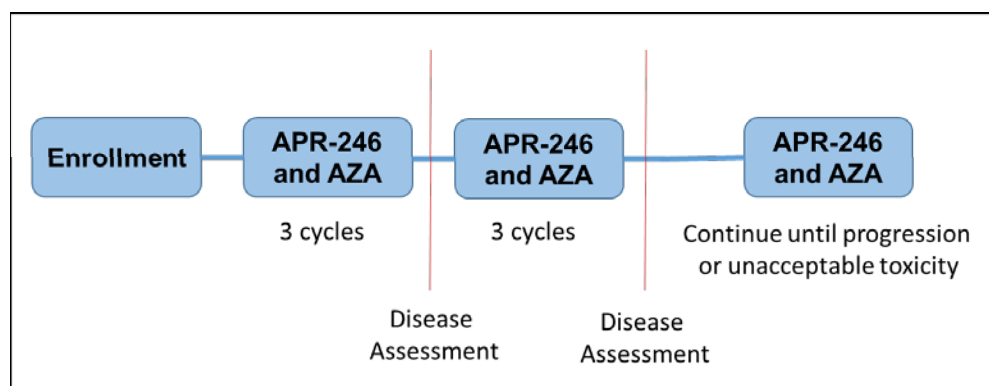 Enrollment
APR-246
and AZA
3 cycles
Disease
Assessment
APR-246
and AZA
3 cycles
Disease
Assessment
APR-246
and AZA
Continue until progression
or unacceptable toxicity